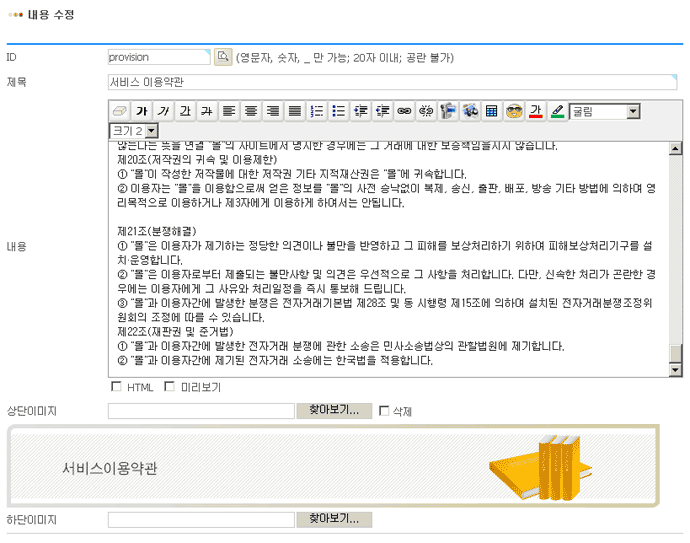 내용 수정
ID provision (영문자, 숫자, _ 만 가능; 20자 이내; 공란 불가)
제목 서비스 이용약관
가 가 간 가 가 굴림
크기 2
않는다는 뜻을 연결 "몰"의 사이트에서 명시한 경우에는 그 거래에 대한 보증책임을지지 않습니다.
제20조(저작권의 귀속 및 이용제한)
① "몰"이 작성한 저작물에 대한 저작권 기타 지적재산권은 "몰"에 귀속합니다.
② 이용자는 "몰"을 이용함으로써 얻은 정보를 "몰"의 사전 승낙없이 복제, 송신, 출판, 배포, 방송 기타 방법에 의하여 영
리목적으로 이용하거나 제3자에게 이용하게 하여서는 안됩니다.
제21조(분쟁해결)
① "몰"은 이용자가 제기하는 정당한 의견이나 불만을 반영하고 그 피해를 보상처리하기 위하여 피해보상처리기구를 설
치·운영합니다.
내용
② "몰"은 이용자로부터 제출되는 불만사항 및 의견은 우선적으로 그 사항을 처리합니다. 다만, 신속한 처리가 곤란한 경
우에는 이용자에게 그 사유와 처리일정을 즉시 통보해 드립니다.
③ "몰"과 이용자간에 발생한 분쟁은 전자거래기본법 제28조 및 동 시행령 제15조에 의하여 설치된 전자거래분쟁조정위
원회의 조정에 따를 수 있습니다.
제22조(재판권 및 준거법)
① "몰"과 이용자간에 발생한 전자거래 분쟁에 관한 소송은 민사소송법상의 관할법원에 제기합니다.
② "몰"과 이용자간에 제기된 전자거래 소송에는 한국법을 적용합니다.
HTML 미리보기
상단이미지 찾아보기... 삭제
서비스이용약관
하단이미지 찾아보기...